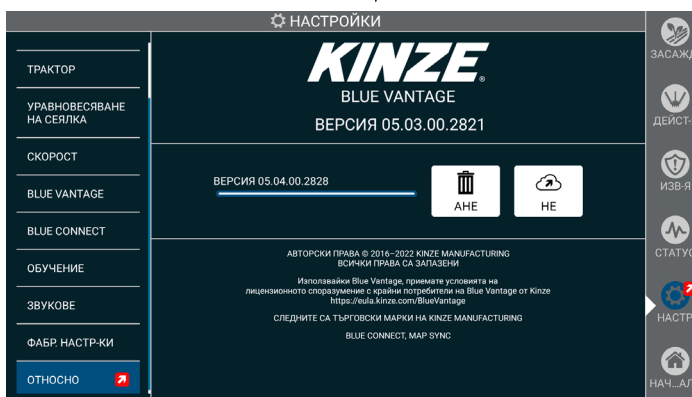 НАСТРОЙКИ
ТРАКТОР
УРАВНОВЕСЯВАНЕ
НА СЕЯЛКА
СКОРОСТ
BLUE VANTAGE
BLUE CONNECT
ОБУЧЕНИЕ
ЗВУКОВЕ
ФАБР. НАСТР-КИ
ОТНОСНО
KINZE®
BLUE VANTAGE
ВЕРСИЯ 05.03.00.2821
ВЕРСИЯ 05.04.00.2828
АНЕ
НЕ
АВТОРСКИ ПРАВА © 2016–2022 KINZE MANUFACTURING
ВСИЧКИ ПРАВА СА ЗАПАЗЕНИ
Използвайки Blue Vantage, приемате условията на
лицензионното споразумение с крайни потребители на Blue Vantage от Kinze
https://eula.kinze.com/BlueVantage
СЛЕДНИТЕ СА ТЪРГОВСКИ МАРКИ НА KINZE MANUFACTURING
BLUE CONNECT, MAP SYNC
ЗАСАЖД
ДЕЙСТ-
ИЗВ-Я
СТАТУС
НАСТР
НАЧ...АЛ